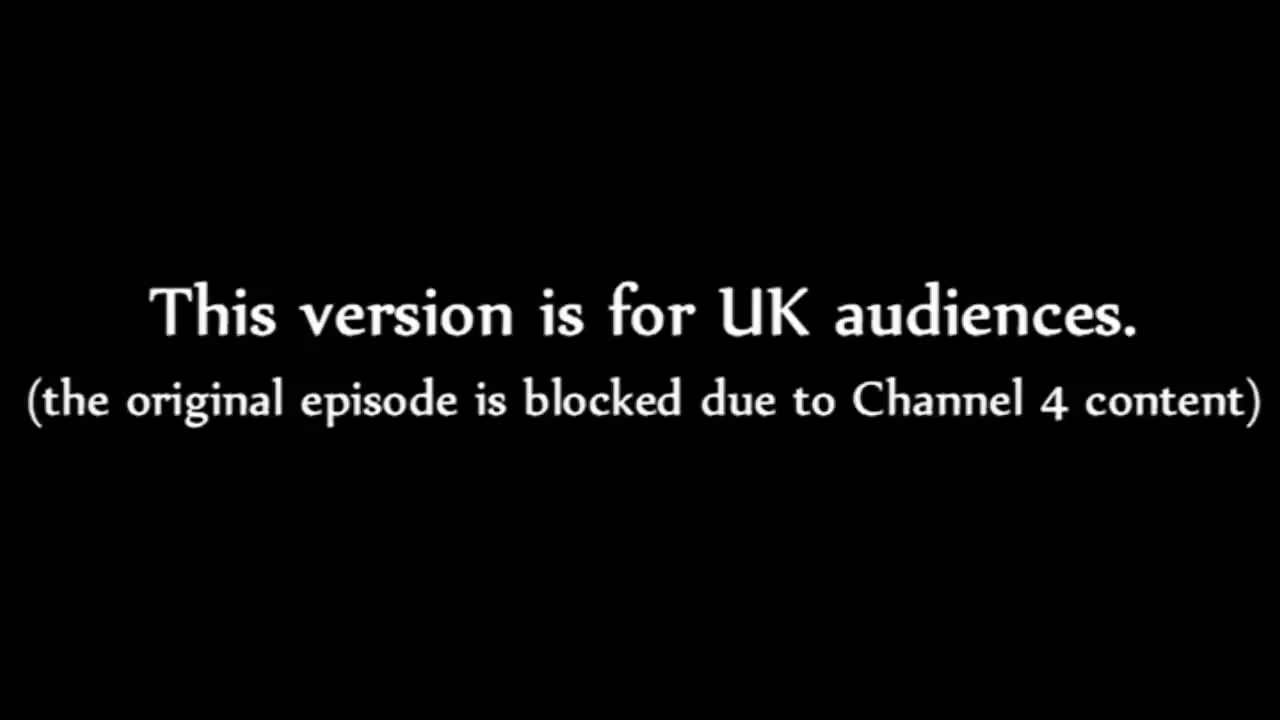 This version is for UK audiences.
(the original episode is blocked due to Channel 4 content)